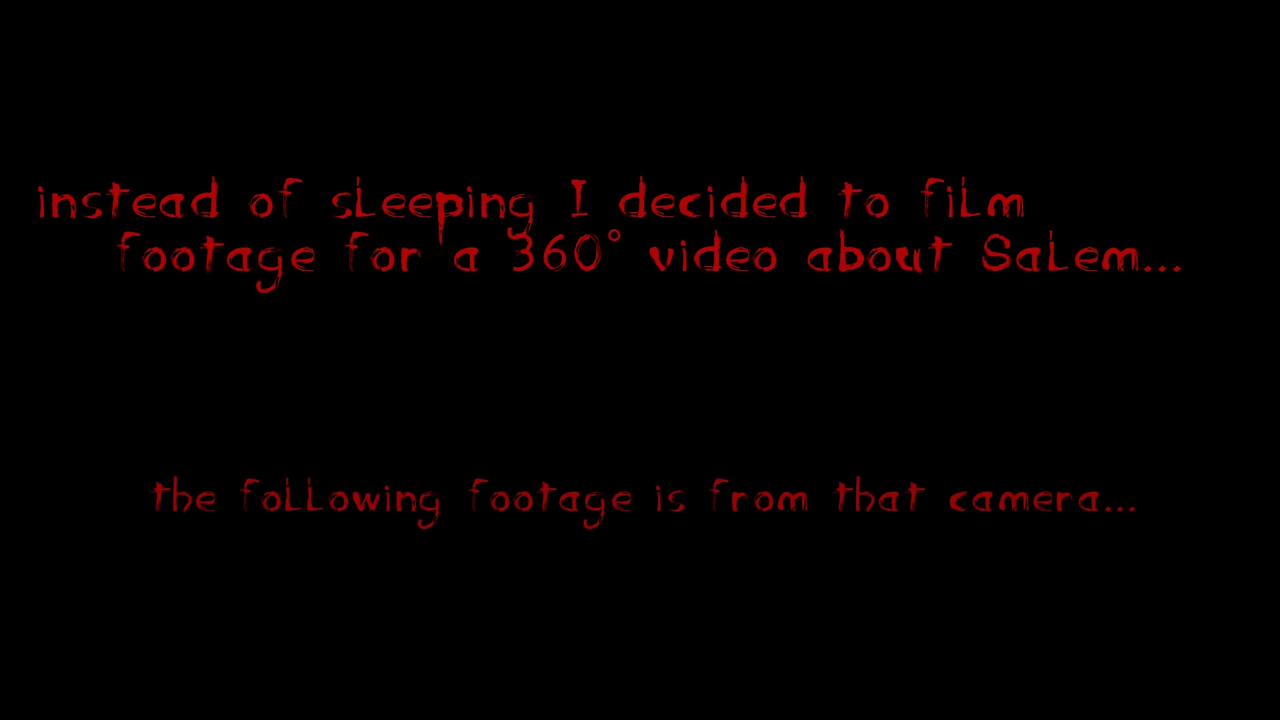 instead of sleeping I decided to film
footage for a 360° video about Salem...
the following footage is from that camera...